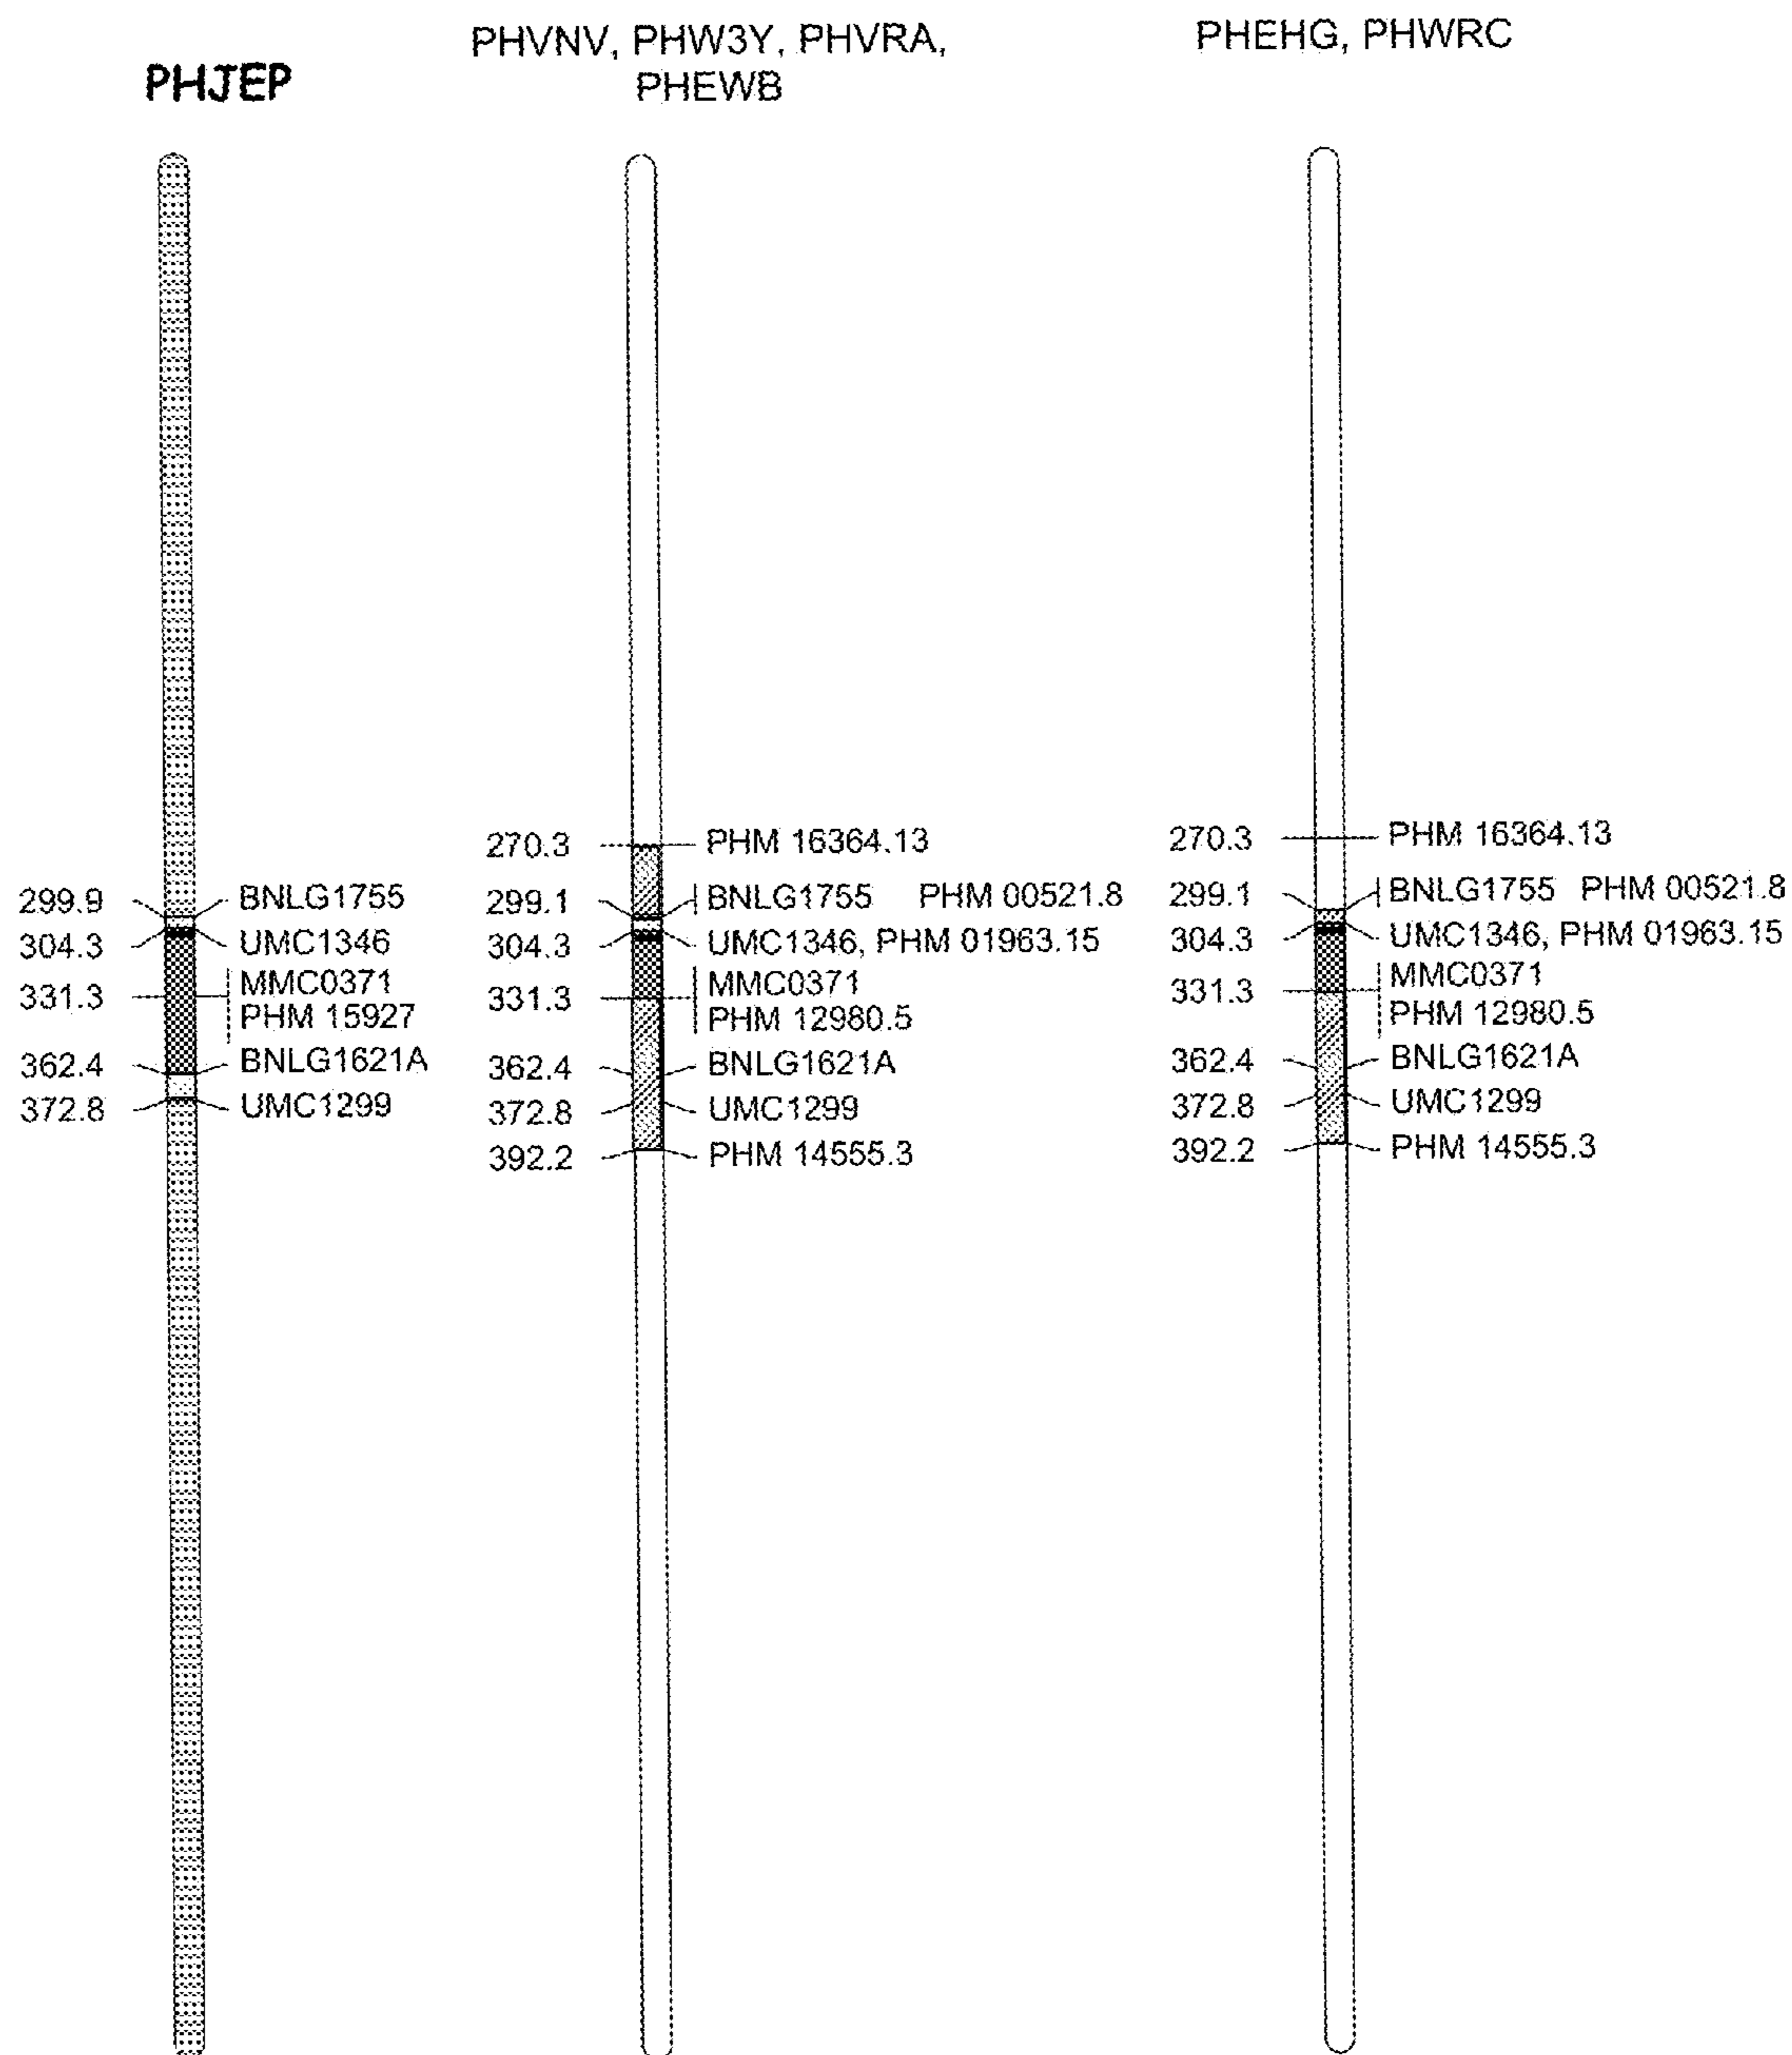 PHJEP
299.9 BNLG1755
304.3 UMC1346
331.3 MMC0371
PHM 15927
362.4 BNLG1621A
372.8 UMC1299
PHVNV, PHW3Y, PHVRA,
PHEWB
270.3 PHM 16364.13
299.1 BNLG1755 PHM 00521.8
304.3 UMC1346, PHM 01963.15
331.3 MMC0371
PHM 12980.5
362.4 BNLG1621A
372.8 UMC1299
392.2 PHM 14555.3
PHEHG, PHWRC
270.3 PHM 16364.13
299.1 BNLG1755 PHM 00521.8
304.3 UMC1346, PHM 01963.15
331.3 MMC0371
PHM 12980.5
362.4 BNLG1621A
372.8 UMC1299
392.2 PHM 14555.3